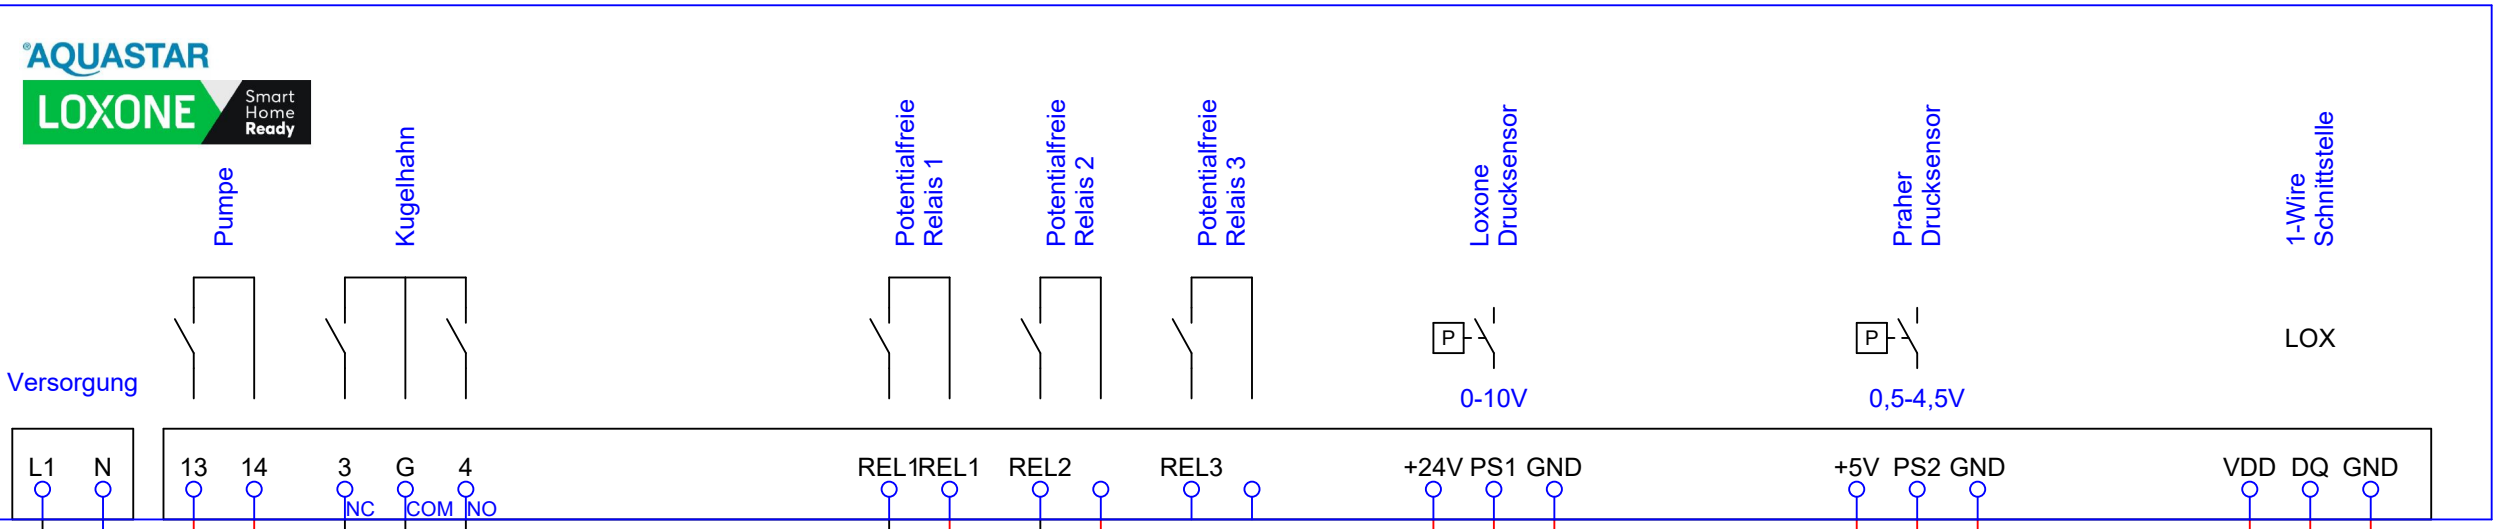 ®AQUASTAR
LOXONE
Smart
Home
Ready
Versorgung
Pumpe
Kugelhahn
Potentialfreie
Relais 1
Potentialfreie
Relais 2
Potentialfreie
Relais 3
Loxone
Drucksensor
Praher
Drucksensor
1-Wire
Schnittstelle
P
P
LOX
0-10V
0,5-4,5V
L1 N 13 14 3 G 4 REL1 REL1 REL2 REL3 +24V PS1 GND +5V PS2 GND VDD DQ GND
NC COM NO